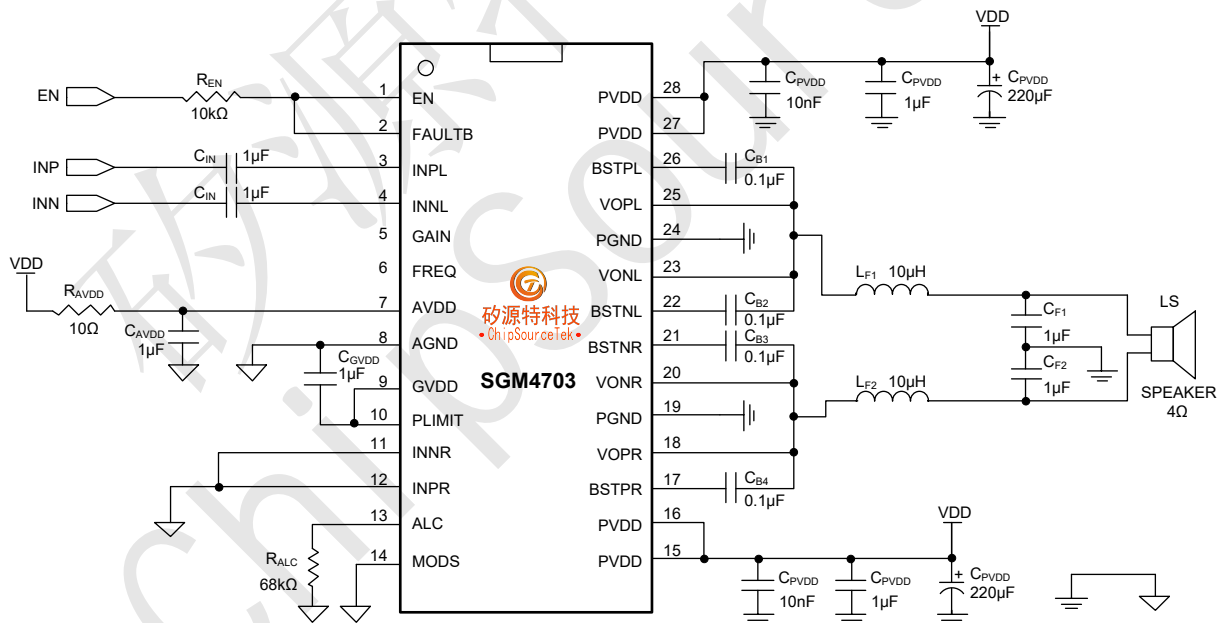 VDD
R_EN
EN
10kΩ
1
EN
2
FAULTB
INP
C_IN
1µF
3
INPL
INN
C_IN
1µF
4
INNL
5
GAIN
6
FREQ
VDD
R_AVDD
10Ω
7
AVDD
C_AVDD
1µF
8
AGND
C_GVDD
1µF
9
GVDD
10
PLIMIT
11
INNR
12
INPR
13
ALC
R_ALC
68kΩ
14
MODS
矽源特科技
ChipSourceTek
SGM4703
PVDD
28
PVDD
27
C_PVDD
10nF
C_PVDD
1µF
+
C_PVDD
220µF
BSTPL
26
C_B1
0.1µF
VOPL
25
PGND
24
VONL
23
BSTNL
22
C_B2
0.1µF
BSTNR
21
C_B3
0.1µF
VONR
20
PGND
19
VOPR
18
BSTPR
17
C_B4
0.1µF
PVDD
16
PVDD
15
L_F1
10µH
L_F2
10µH
C_F1
1µF
C_F2
1µF
LS
SPEAKER
4Ω
VDD
C_PVDD
10nF
C_PVDD
1µF
+
C_PVDD
220µF
矽源
ChipSour